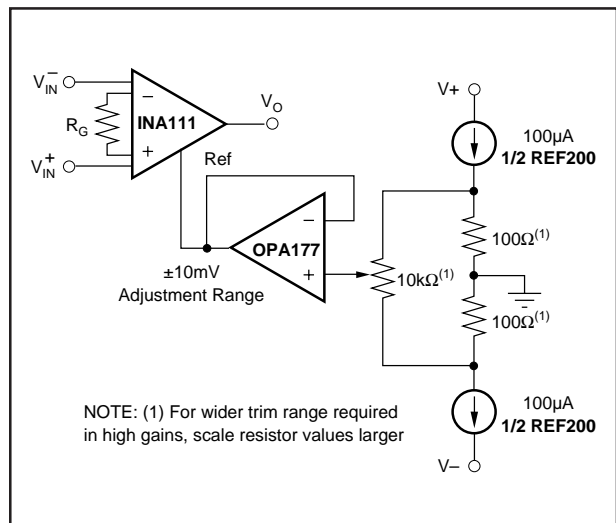 V⁻IN
RG
V⁺IN
−
+
INA111
VO
Ref
−
+
OPA177
±10mV
Adjustment Range
V+
100µA
1/2 REF200
100Ω(1)
10kΩ(1)
100Ω(1)
100µA
1/2 REF200
V–
NOTE: (1) For wider trim range required
in high gains, scale resistor values larger